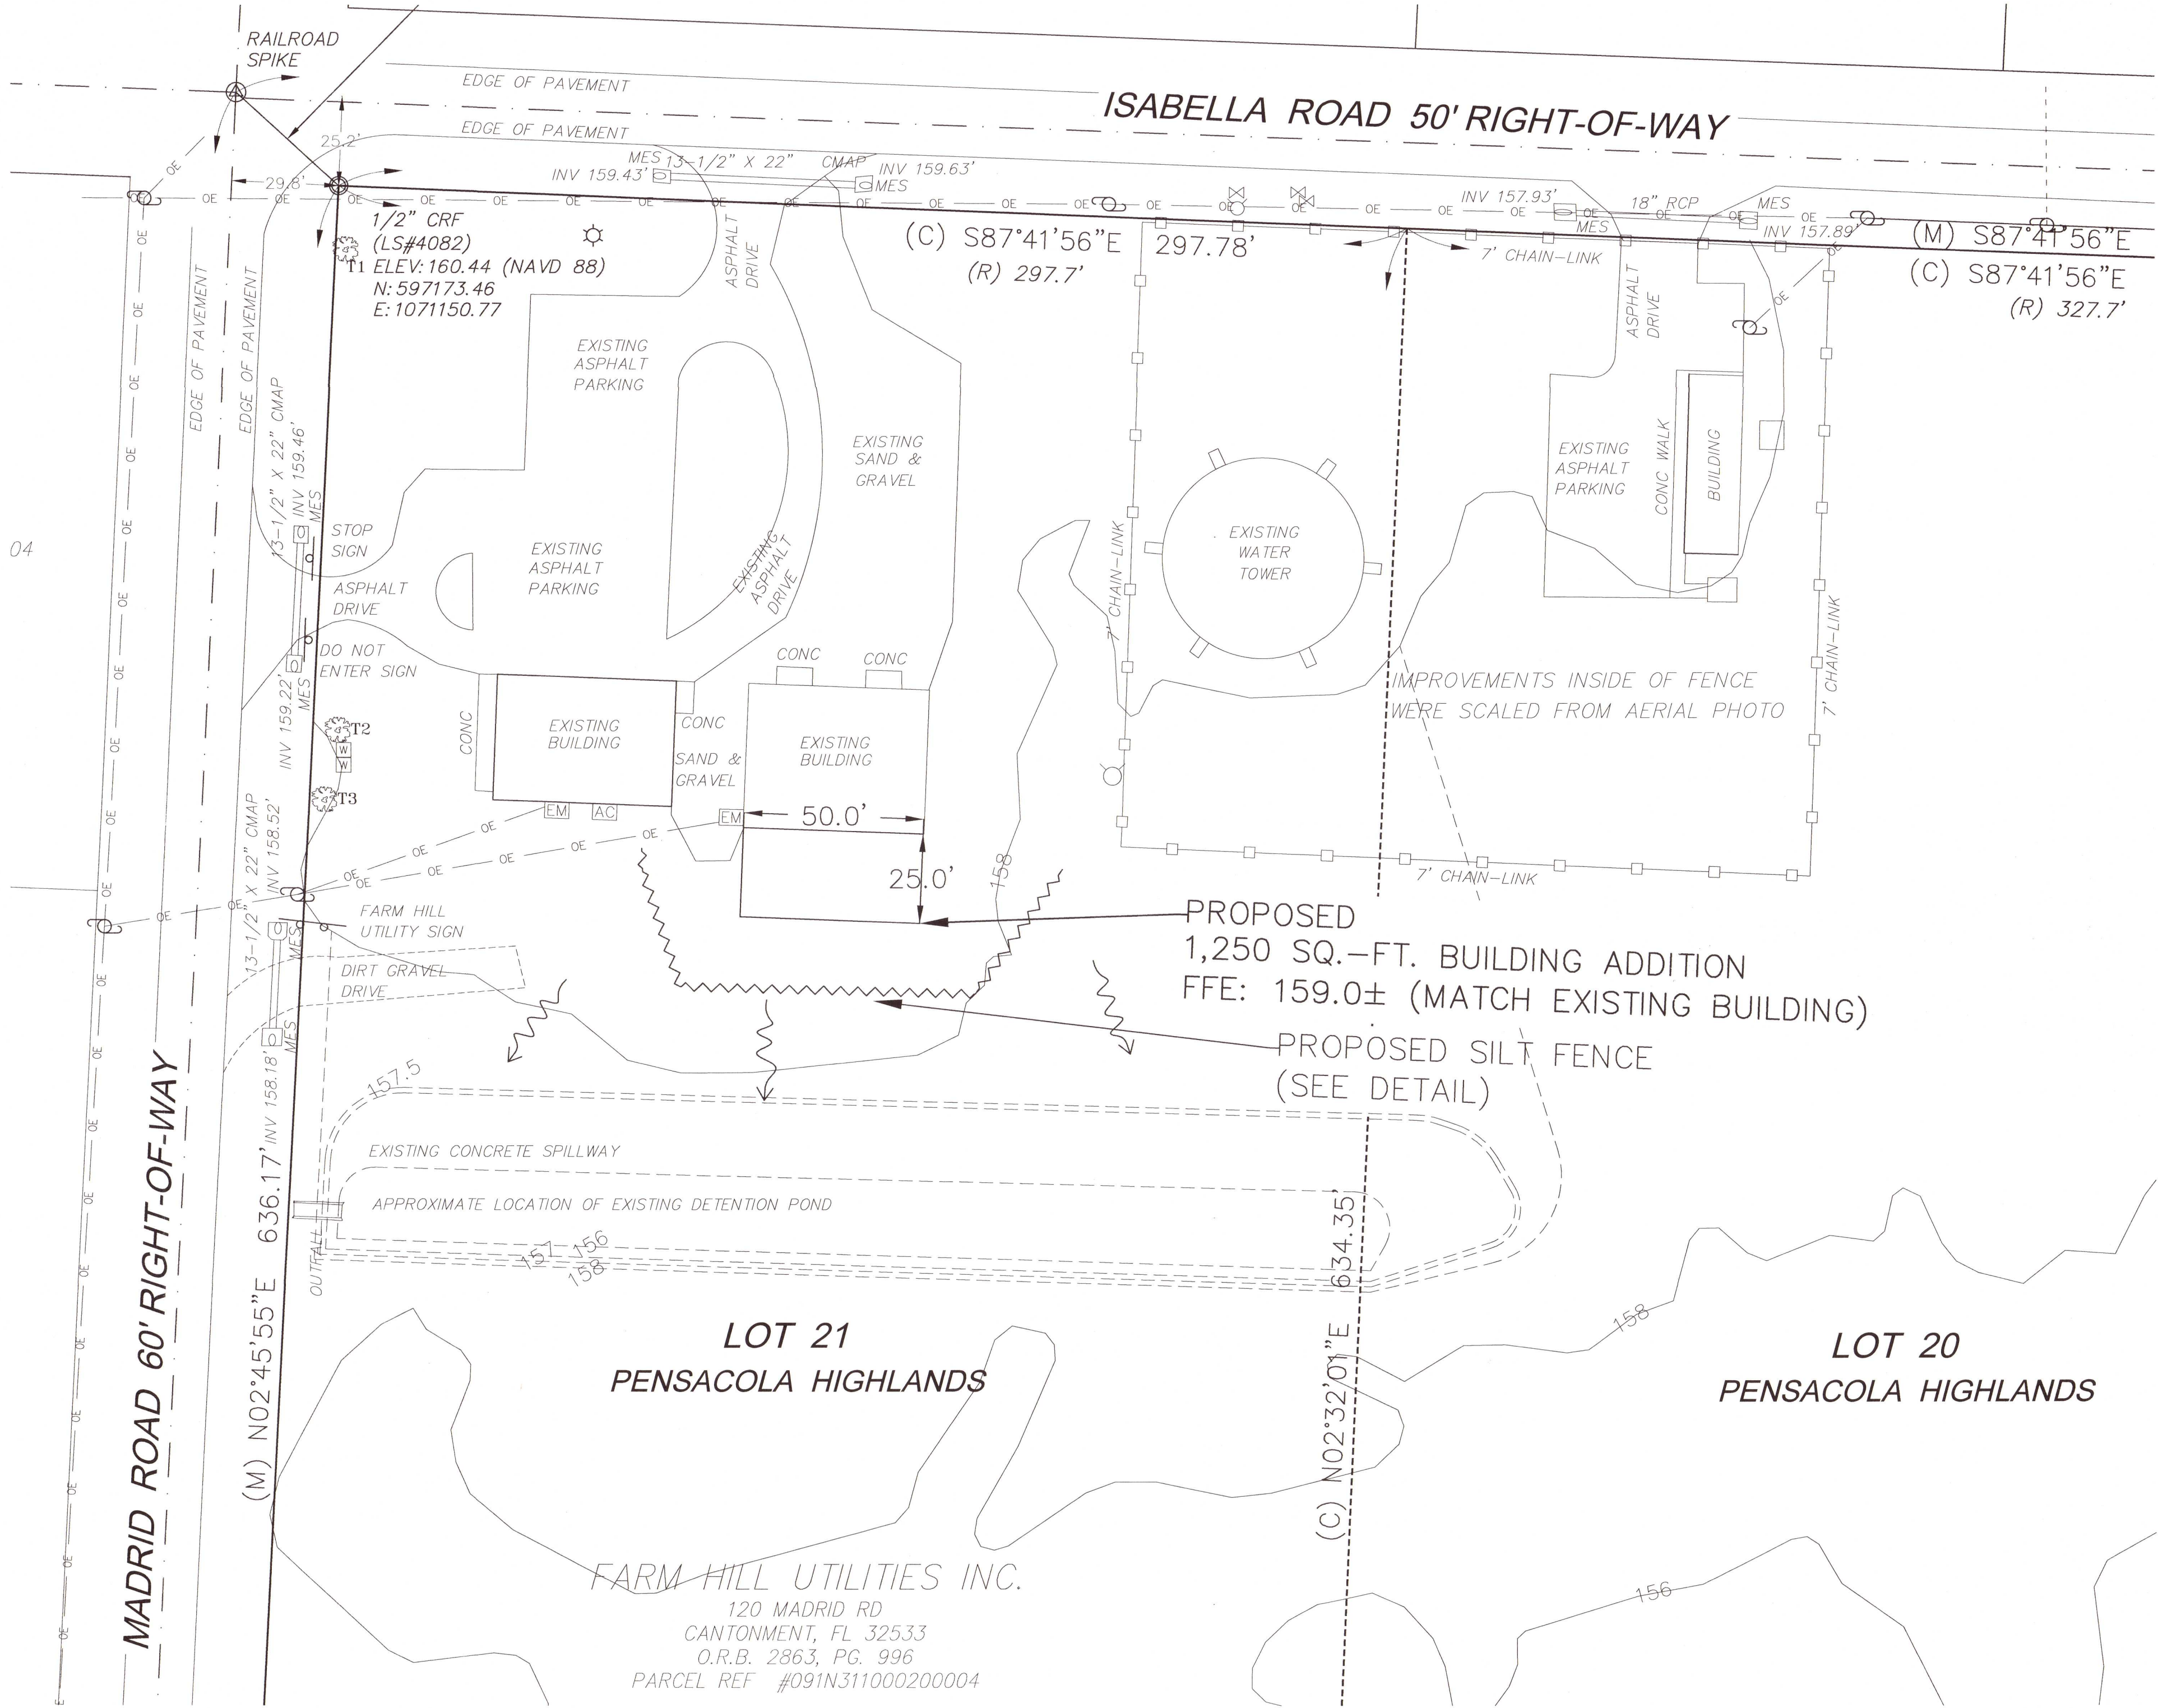 RAILROAD
SPIKE
EDGE OF PAVEMENT
EDGE OF PAVEMENT
ISABELLA ROAD 50' RIGHT-OF-WAY
25.2'
29.8'
OE
MES 13-1/2" X 22" CMAP
INV 159.43'
INV 159.63'
MES
INV 157.93'
18" RCP
MES
MES
INV 157.89'
1/2" CRF
(LS#4082)
T1 ELEV: 160.44 (NAVD 88)
N: 597173.46
E: 1071150.77
ASPHALT
DRIVE
(C) S87°41'56"E 297.78'
(R) 297.7'
7' CHAIN-LINK
(M) S87°41'56"E
(C) S87°41'56"E
(R) 327.7'
ASPHALT
DRIVE
EDGE OF PAVEMENT
EDGE OF PAVEMENT
EXISTING
ASPHALT
PARKING
EXISTING
SAND &
GRAVEL
EXISTING
ASPHALT
PARKING
CONC WALK
BUILDING
13-1/2" X 22" CMAP
INV 159.46'
MES
STOP
SIGN
04
EXISTING
ASPHALT
PARKING
EXISTING
ASPHALT
DRIVE
7' CHAIN-LINK
EXISTING
WATER
TOWER
7' CHAIN-LINK
ASPHALT
DRIVE
DO NOT
ENTER SIGN
INV 159.22'
MES
CONC
CONC
IMPROVEMENTS INSIDE OF FENCE
WERE SCALED FROM AERIAL PHOTO
T2
W
W
T3
CONC
EXISTING
BUILDING
CONC
SAND &
GRAVEL
EXISTING
BUILDING
EM
AC
EM
50.0'
25.0'
158
7' CHAIN-LINK
13-1/2" X 22" CMAP
INV 158.52'
MES
FARM HILL
UTILITY SIGN
DIRT GRAVEL
DRIVE
MES
INV 158.18'
PROPOSED
1,250 SQ.-FT. BUILDING ADDITION
FFE: 159.0± (MATCH EXISTING BUILDING)
PROPOSED SILT FENCE
(SEE DETAIL)
157.5
EXISTING CONCRETE SPILLWAY
APPROXIMATE LOCATION OF EXISTING DETENTION POND
157
156
158
OUTFALL
MADRID ROAD 60' RIGHT-OF-WAY
(M) N02°45'55"E 636.17'
(C) N02°32'01"E 634.35'
LOT 21
PENSACOLA HIGHLANDS
158
LOT 20
PENSACOLA HIGHLANDS
156
FARM HILL UTILITIES INC.
120 MADRID RD
CANTONMENT, FL 32533
O.R.B. 2863, PG. 996
PARCEL REF #091N311000200004